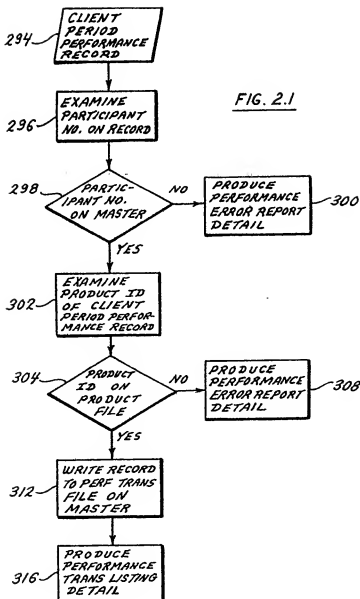 294
CLIENT
PERIOD
PERFORMANCE
RECORD
296
EXAMINE
PARTICIPANT
NO. ON RECORD
FIG. 2.1
298
PARTIC-
IPANT NO.
ON MASTER
NO
PRODUCE
PERFORMANCE
ERROR REPORT
DETAIL
300
YES
302
EXAMINE
PRODUCT ID
OF CLIENT
PERIOD PERFOR-
MANCE RECORD
304
PRODUCT
ID ON
PRODUCT
FILE
NO
PRODUCE
PERFORMANCE
ERROR REPORT
DETAIL
308
YES
312
WRITE RECORD
TO PERF TRANS
FILE ON
MASTER
316
PRODUCE
PERFORMANCE
TRANS LISTING
DETAIL